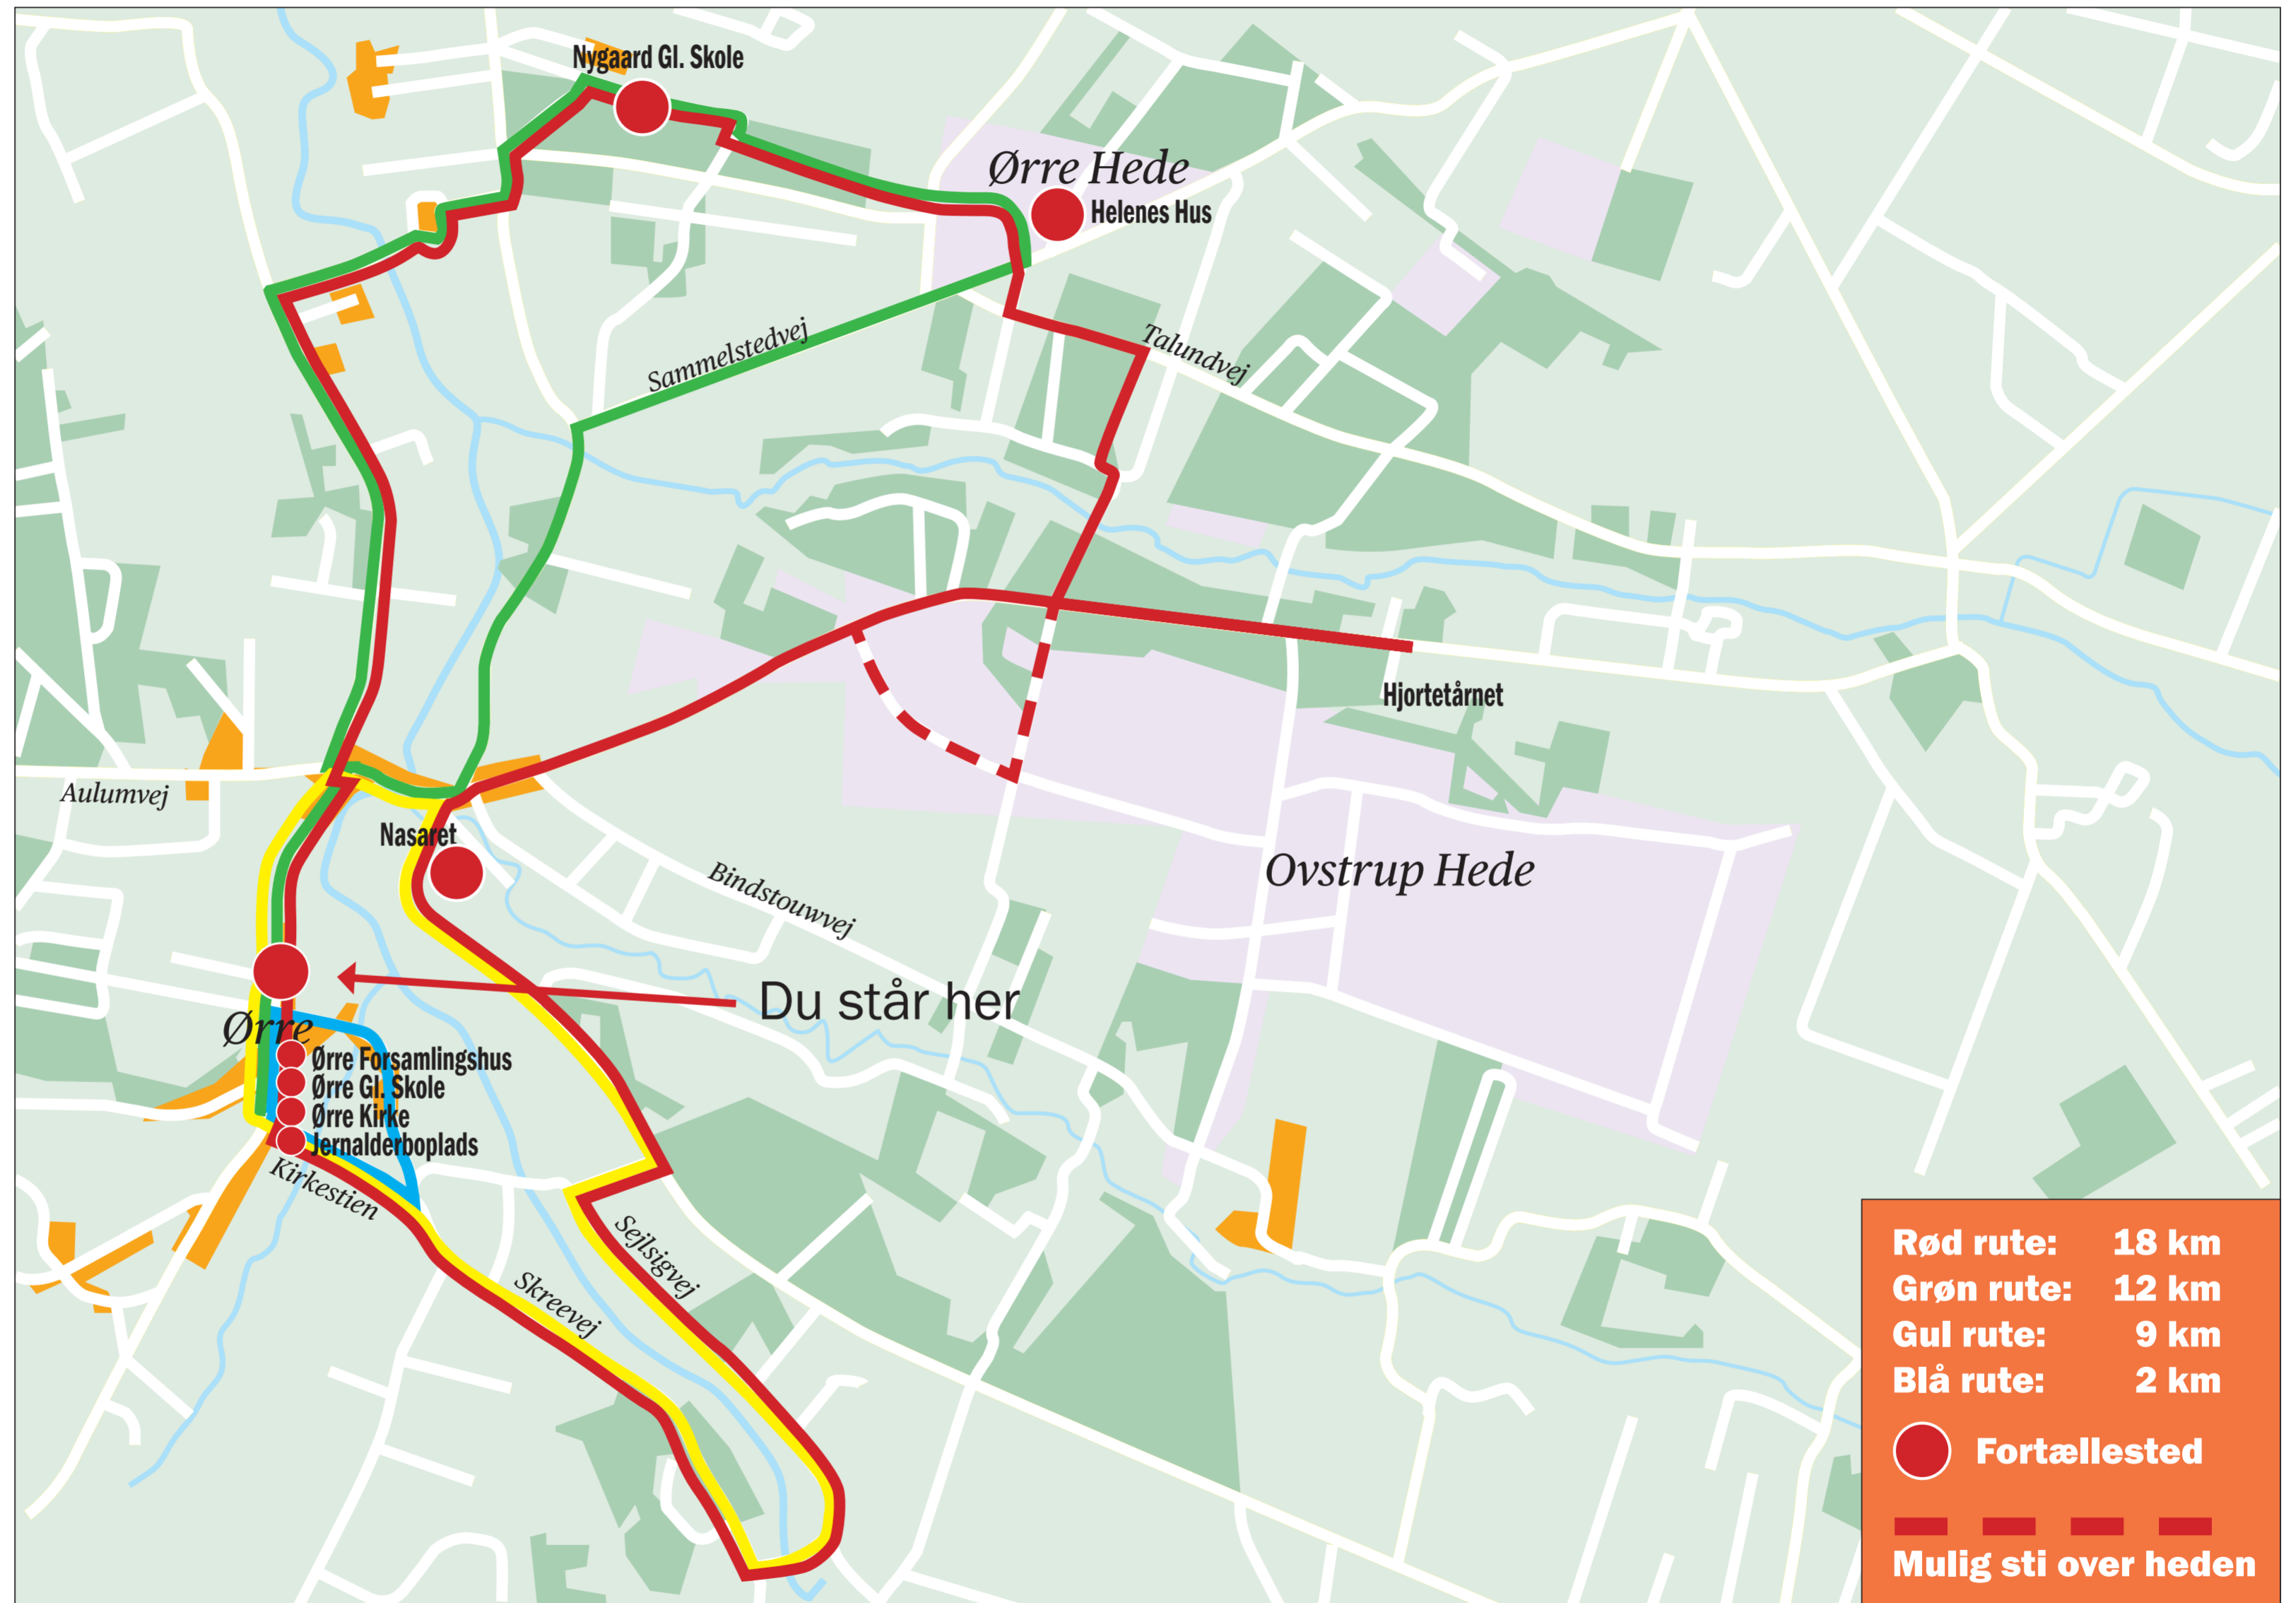 Nygaard Gl. Skole
Ørre Hede
Helenes Hus
Talundvej
Sammelstedvej
Hjortetårnet
Aulumvej
Nasaret
Bindstouwvej
Ovstrup Hede
Du står her
Ørre
Ørre Forsamlingshus
Ørre Gl. Skole
Ørre Kirke
Jernalderboplads
Kirkestien
Sejlsigvej
Skreevej
Rød rute: 18 km
Grøn rute: 12 km
Gul rute: 9 km
Blå rute: 2 km
Fortællested
Mulig sti over heden